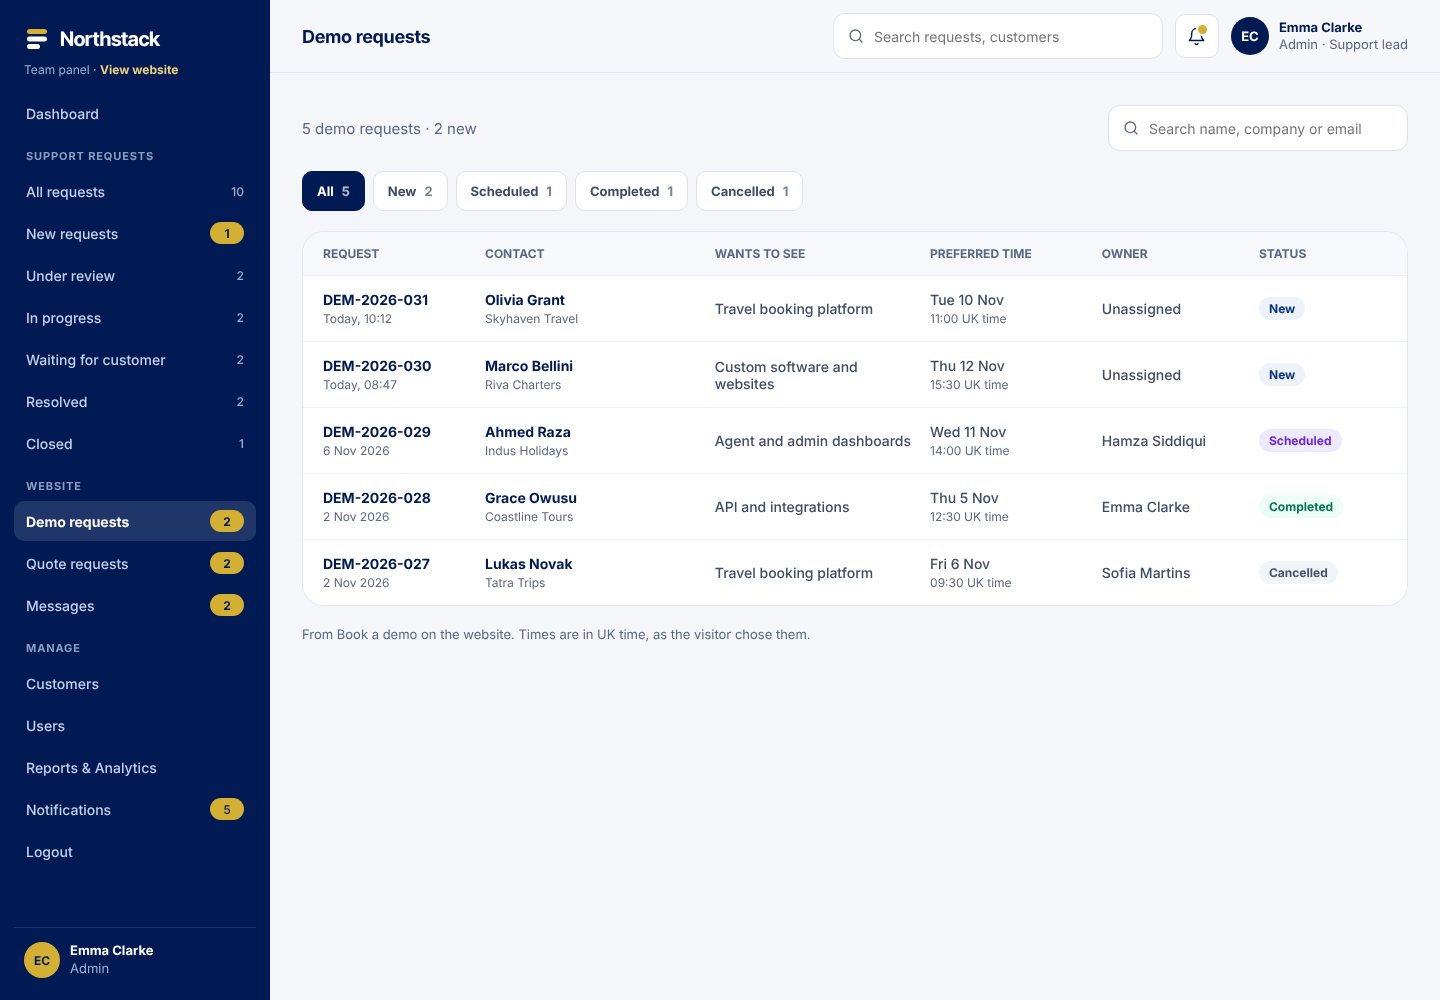 Northstack
Team panel · View website
Dashboard
SUPPORT REQUESTS
All requests 10
New requests 1
Under review 2
In progress 2
Waiting for customer 2
Resolved 2
Closed 1
WEBSITE
Demo requests 2
Quote requests 2
Messages 2
MANAGE
Customers
Users
Reports & Analytics
Notifications 5
Logout
EC
Emma Clarke
Admin
Demo requests
Search requests, customers
EC
Emma Clarke
Admin · Support lead
5 demo requests · 2 new
Search name, company or email
All 5 New 2 Scheduled 1 Completed 1 Cancelled 1
REQUEST CONTACT WANTS TO SEE PREFERRED TIME OWNER STATUS
DEM-2026-031 Olivia Grant Travel booking platform Tue 10 Nov Unassigned New
Today, 10:12 Skyhaven Travel 11:00 UK time
DEM-2026-030 Marco Bellini Custom software and Thu 12 Nov Unassigned New
Today, 08:47 Riva Charters websites 15:30 UK time
DEM-2026-029 Ahmed Raza Agent and admin dashboards Wed 11 Nov Hamza Siddiqui Scheduled
6 Nov 2026 Indus Holidays 14:00 UK time
DEM-2026-028 Grace Owusu API and integrations Thu 5 Nov Emma Clarke Completed
2 Nov 2026 Coastline Tours 12:30 UK time
DEM-2026-027 Lukas Novak Travel booking platform Fri 6 Nov Sofia Martins Cancelled
2 Nov 2026 Tatra Trips 09:30 UK time
From Book a demo on the website. Times are in UK time, as the visitor chose them.